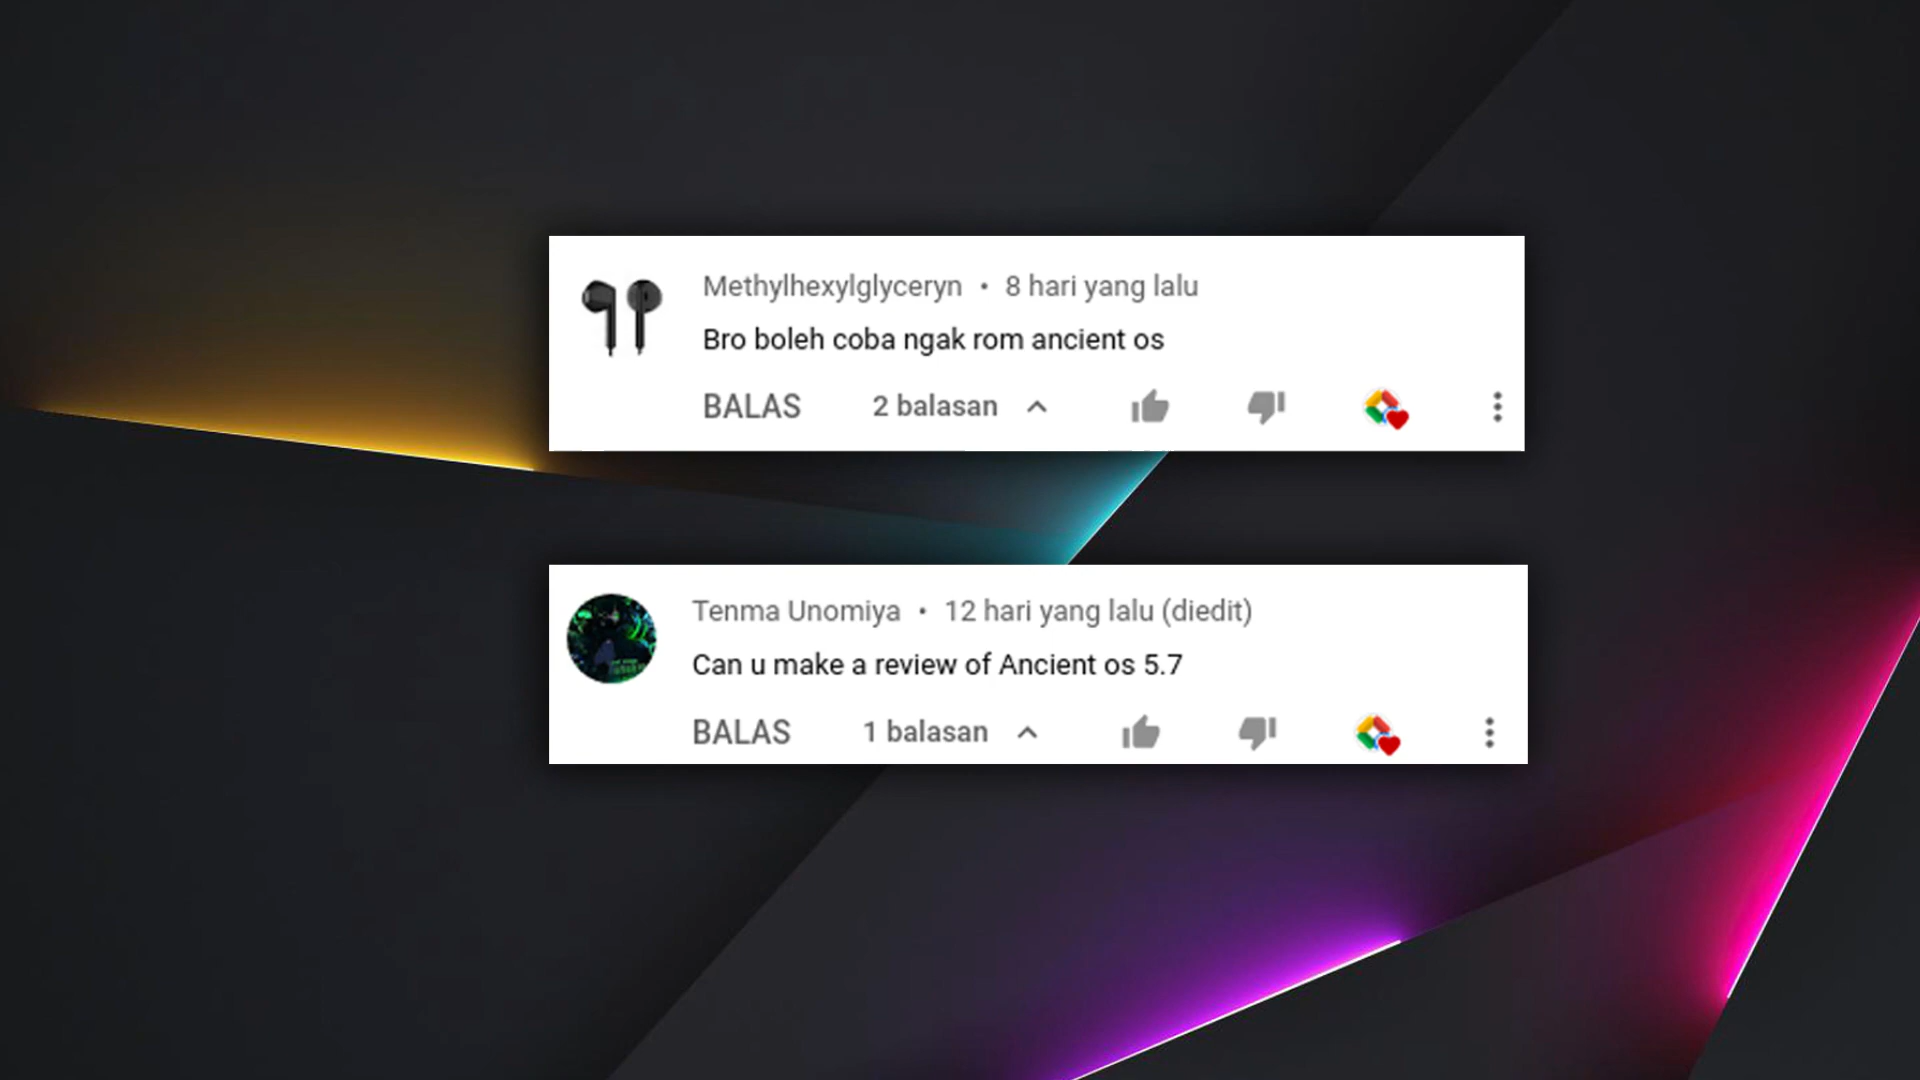 Methylhexylglyceryn • 8 hari yang lalu
Bro boleh coba ngak rom ancient os
BALAS 2 balasan
Tenma Unomiya • 12 hari yang lalu (diedit)
Can u make a review of Ancient os 5.7
BALAS 1 balasan